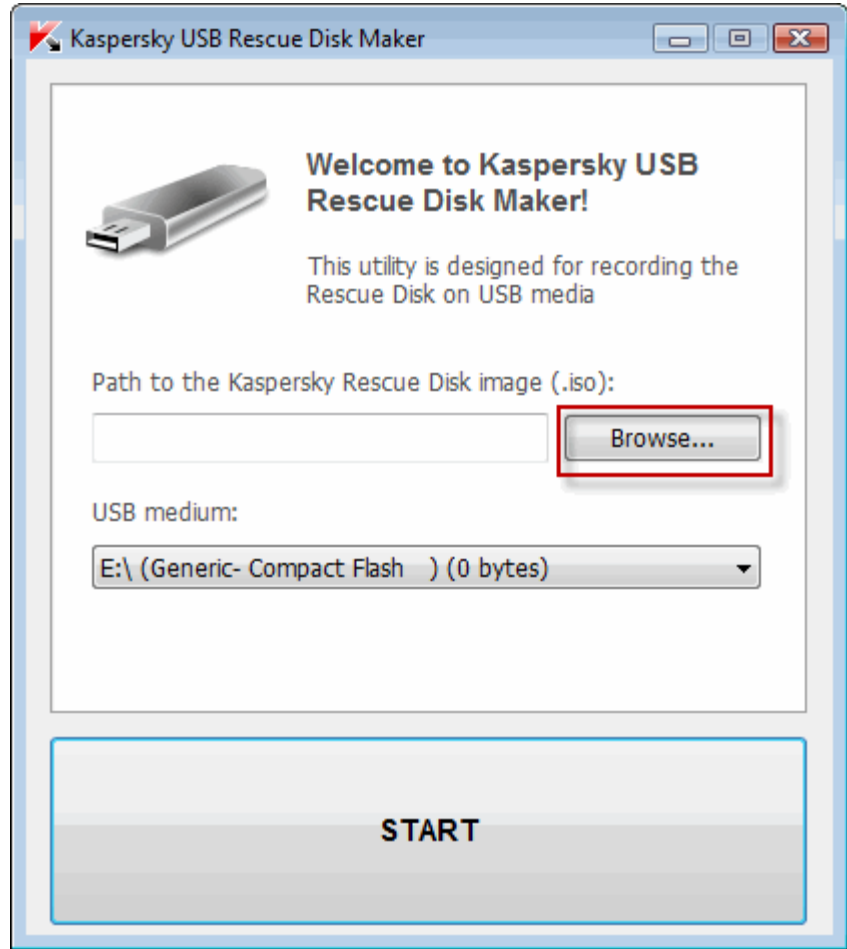 Kaspersky USB Rescue Disk Maker
Welcome to Kaspersky USB
Rescue Disk Maker!
This utility is designed for recording the
Rescue Disk on USB media
Path to the Kaspersky Rescue Disk image (.iso):
Browse...
USB medium:
E:\ (Generic- Compact Flash   ) (0 bytes)
START